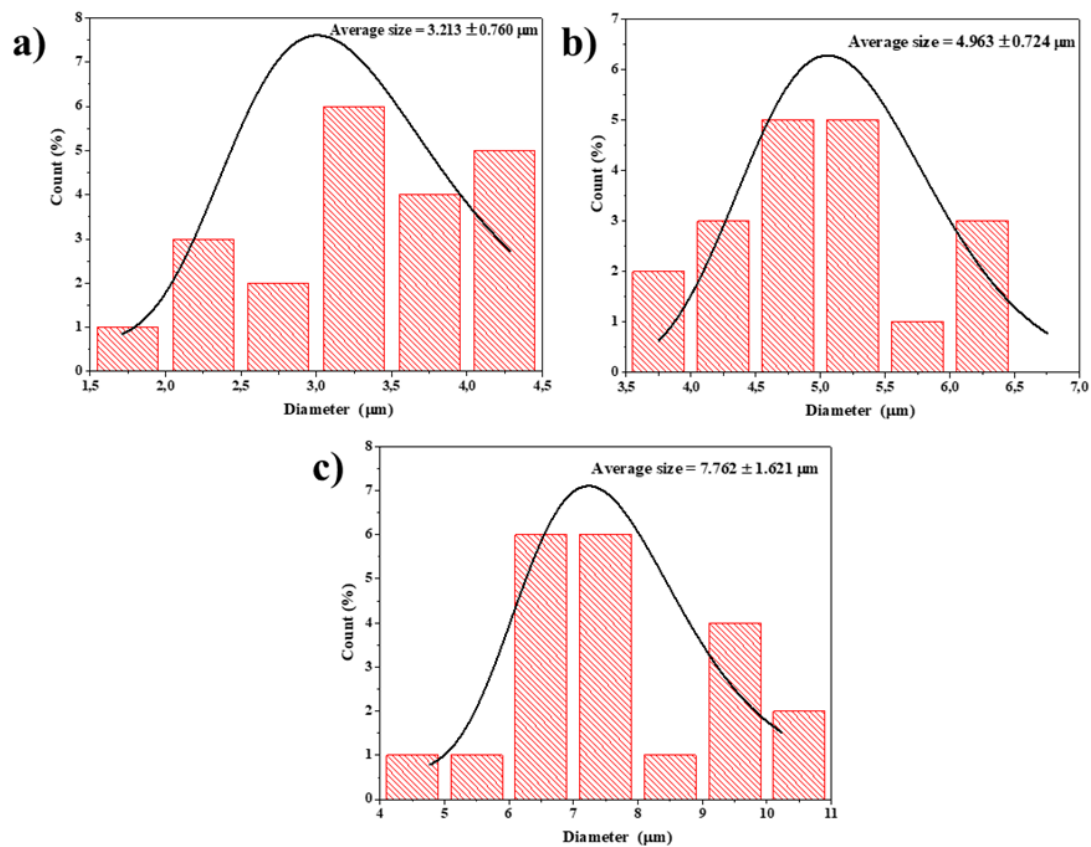 a)
Average size = 3.213 ±0.760 µm
8
7
6
5
4
3
2
1
0
Count (%)
1,5 2,0 2,5 3,0 3,5 4,0 4,5
Diameter (µm)
b)
Average size = 4.963 ±0.724 µm
7
6
5
4
3
2
1
0
Count (%)
3,5 4,0 4,5 5,0 5,5 6,0 6,5 7,0
Diameter (µm)
c)
Average size = 7.762 ± 1.621 µm
8
7
6
5
4
3
2
1
0
Count (%)
4 5 6 7 8 9 10 11
Diameter (µm)